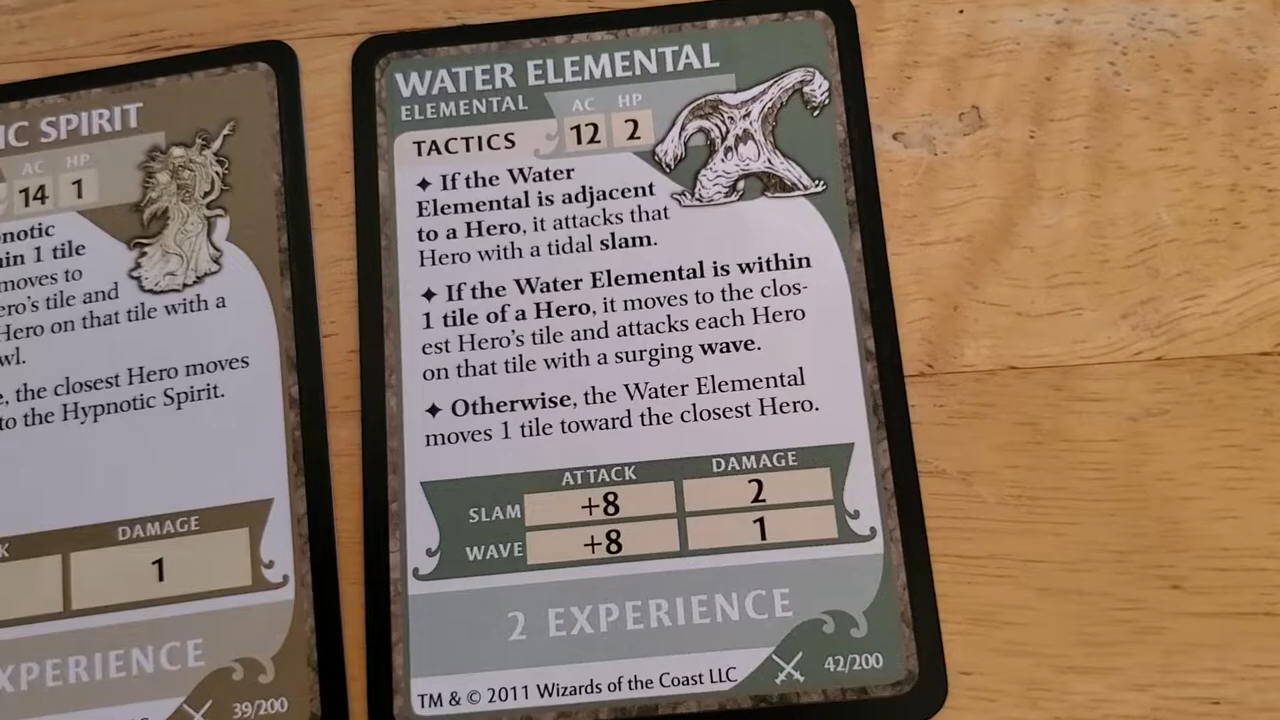 IC SPIRIT
AC HP
14 1
notic
in 1 tile
moves to
ero's tile and
Hero on that tile with a
wl.
, the closest Hero moves
to the Hypnotic Spirit.
DAMAGE
1
XPERIENCE
39/200
WATER ELEMENTAL
ELEMENTAL
AC HP
12 2
TACTICS
✦ If the Water
Elemental is adjacent
to a Hero, it attacks that
Hero with a tidal slam.
✦ If the Water Elemental is within
1 tile of a Hero, it moves to the clos-
est Hero's tile and attacks each Hero
on that tile with a surging wave.
✦ Otherwise, the Water Elemental
moves 1 tile toward the closest Hero.
ATTACK DAMAGE
SLAM +8 2
WAVE +8 1
2 EXPERIENCE
TM & © 2011 Wizards of the Coast LLC
42/200